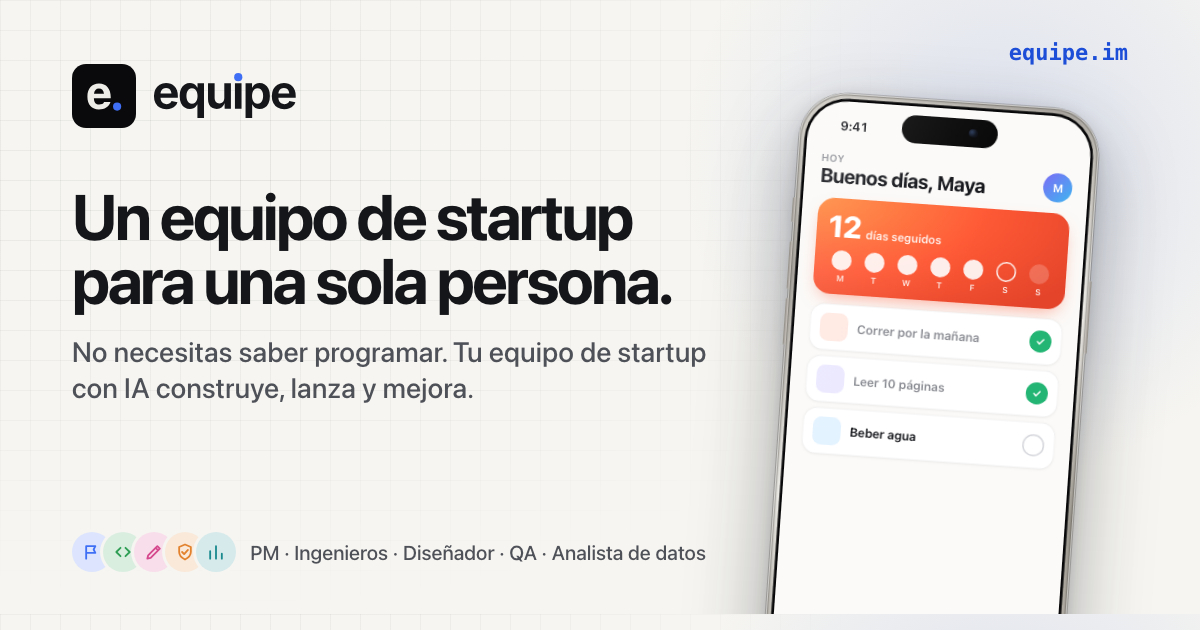 equipe.im
e.
equipe
Un equipo de startup
para una sola persona.
No necesitas saber programar. Tu equipo de startup
con IA construye, lanza y mejora.
PM · Ingenieros · Diseñador · QA · Analista de datos
9:41
HOY
Buenos días, Maya
M
12 días seguidos
M T W T F S S
Correr por la mañana
Leer 10 páginas
Beber agua